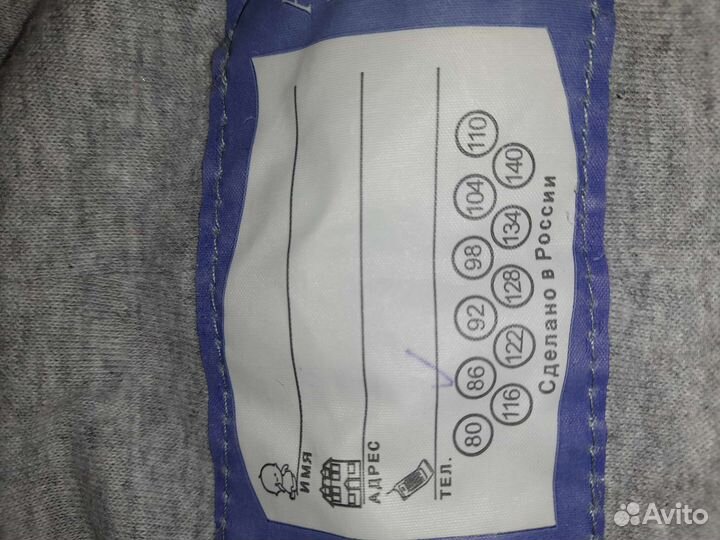 ИМЯ
АДРЕС
ТЕЛ.
80 86 92 98 104 110
116 122 128 134 140
Сделано в России
Avito